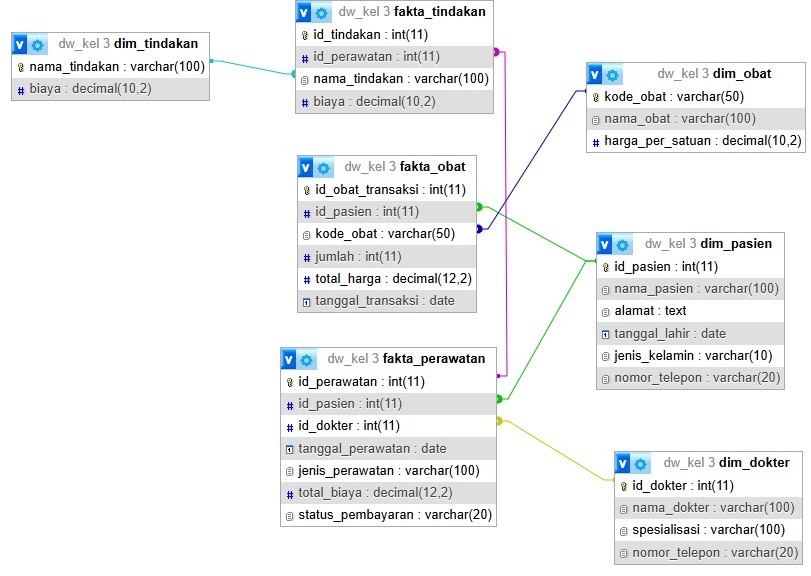 v dw_kel 3 dim_tindakan
nama_tindakan : varchar(100)
# biaya : decimal(10,2)
v dw_kel 3 fakta_tindakan
id_tindakan : int(11)
# id_perawatan : int(11)
nama_tindakan : varchar(100)
# biaya : decimal(10,2)
v dw_kel 3 dim_obat
kode_obat : varchar(50)
nama_obat : varchar(100)
# harga_per_satuan : decimal(10,2)
v dw_kel 3 fakta_obat
id_obat_transaksi : int(11)
# id_pasien : int(11)
kode_obat : varchar(50)
# jumlah : int(11)
# total_harga : decimal(12,2)
tanggal_transaksi : date
v dw_kel 3 dim_pasien
id_pasien : int(11)
nama_pasien : varchar(100)
alamat : text
tanggal_lahir : date
jenis_kelamin : varchar(10)
nomor_telepon : varchar(20)
v dw_kel 3 fakta_perawatan
id_perawatan : int(11)
# id_pasien : int(11)
# id_dokter : int(11)
tanggal_perawatan : date
jenis_perawatan : varchar(100)
# total_biaya : decimal(12,2)
status_pembayaran : varchar(20)
v dw_kel 3 dim_dokter
id_dokter : int(11)
nama_dokter : varchar(100)
spesialisasi : varchar(100)
nomor_telepon : varchar(20)